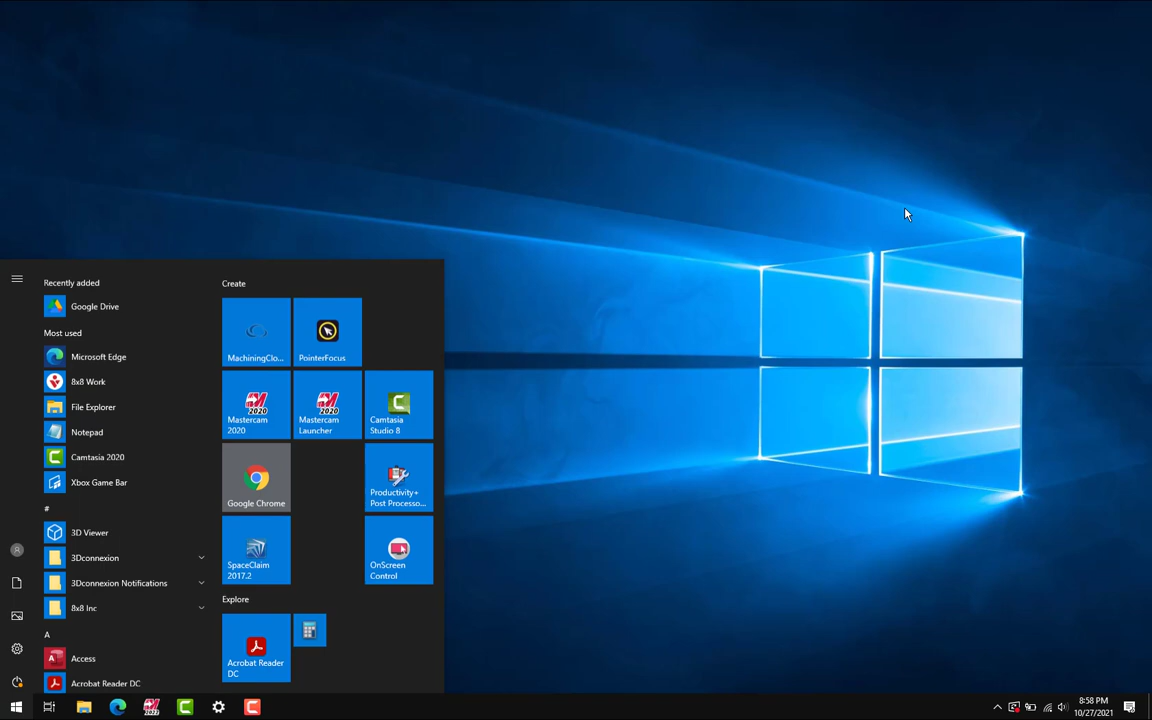 Recently added
Google Drive
Most used
Microsoft Edge
8x8 Work
File Explorer
Notepad
Camtasia 2020
Xbox Game Bar
#
3D Viewer
3Dconnexion
3Dconnexion Notifications
8x8 Inc
A
Access
Acrobat Reader DC
Create
MachiningClo...
PointerFocus
2020
Mastercam
2020
2020
Mastercam
Launcher
Camtasia
Studio 8
Google Chrome
Productivity+
Post Processo...
SpaceClaim
2017.2
OnScreen
Control
Explore
Acrobat Reader
DC
8:58 PM
10/27/2021